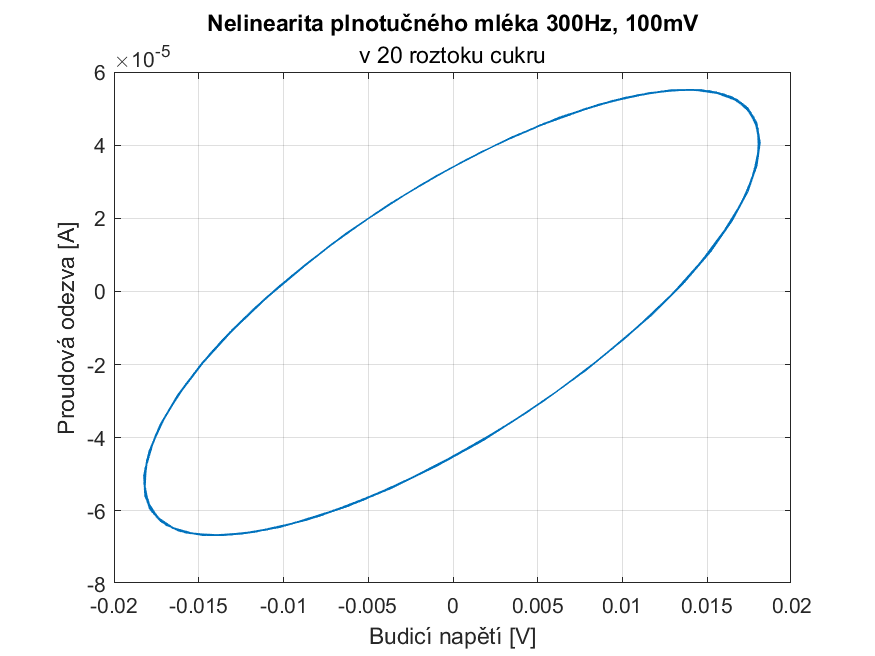 Nelinearita plnotučného mléka 300Hz, 100mV
v 20 roztoku cukru
×10-5
6
4
2
0
-2
-4
-6
-8
Proudová odezva [A]
-0.02 -0.015 -0.01 -0.005 0 0.005 0.01 0.015 0.02
Budicí napětí [V]